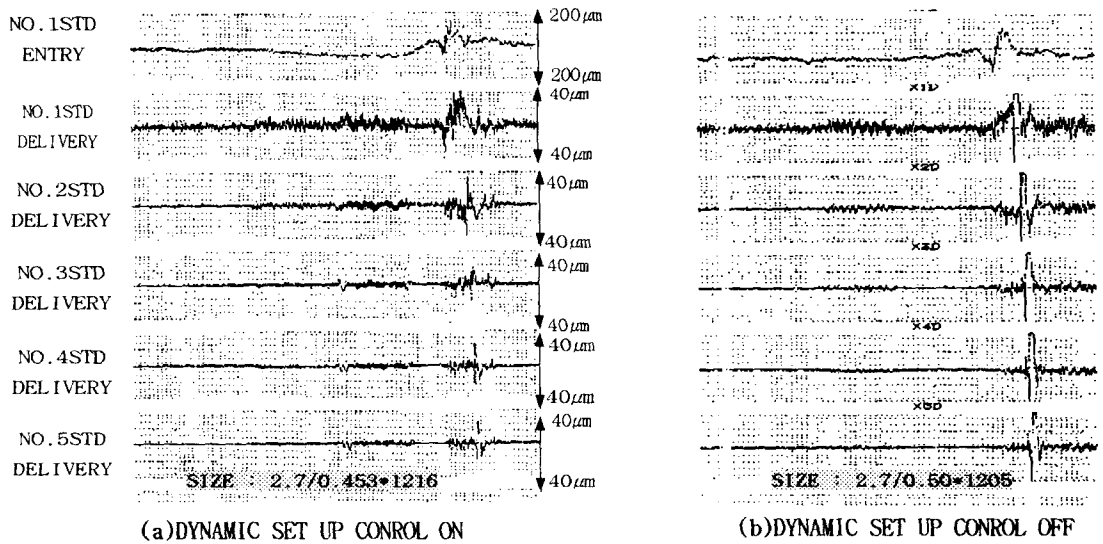 NO.1STD
ENTRY
200μm
200μm
NO.1STD
DELIVERY
40μm
40μm
NO.2STD
DELIVERY
40μm
40μm
NO.3STD
DELIVERY
40μm
40μm
NO.4STD
DELIVERY
40μm
40μm
NO.5STD
DELIVERY
40μm
40μm
SIZE : 2.7/0.453*1216
(a)DYNAMIC SET UP CONROL ON
X1D
X2D
X3D
X4D
X5D
SIZE : 2.7/0.60*1205
(b)DYNAMIC SET UP CONROL OFF